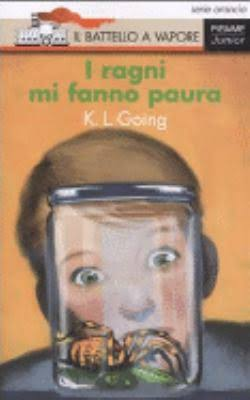 serie arancio
IL BATTELLO A VAPORE
PIEMME
Junior
I ragni
mi fanno paura
K. L. Going